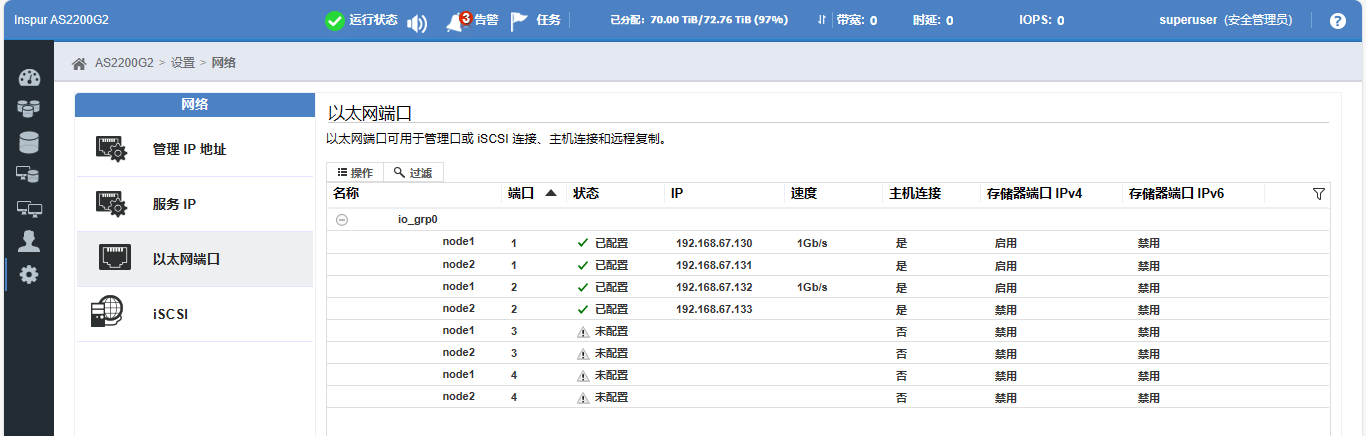 Inspur AS2200G2 运行状态 3 告警 任务 已分配: 70.00 TiB/72.76 TiB (97%) 带宽: 0 时延: 0 IOPS: 0 superuser (安全管理员) ?
AS2200G2 > 设置 > 网络
网络
管理 IP 地址
服务 IP
以太网端口
iSCSI
以太网端口
以太网端口可用于管理口或 iSCSI 连接、主机连接和远程复制。
操作 过滤
名称 端口 状态 IP 速度 主机连接 存储器端口 IPv4 存储器端口 IPv6
io_grp0
node1 1 已配置 192.168.67.130 1Gb/s 是 启用 禁用
node2 1 已配置 192.168.67.131 是 启用 禁用
node1 2 已配置 192.168.67.132 1Gb/s 是 启用 禁用
node2 2 已配置 192.168.67.133 是 禁用 禁用
node1 3 未配置 否 禁用 禁用
node2 3 未配置 否 禁用 禁用
node1 4 未配置 否 禁用 禁用
node2 4 未配置 否 禁用 禁用